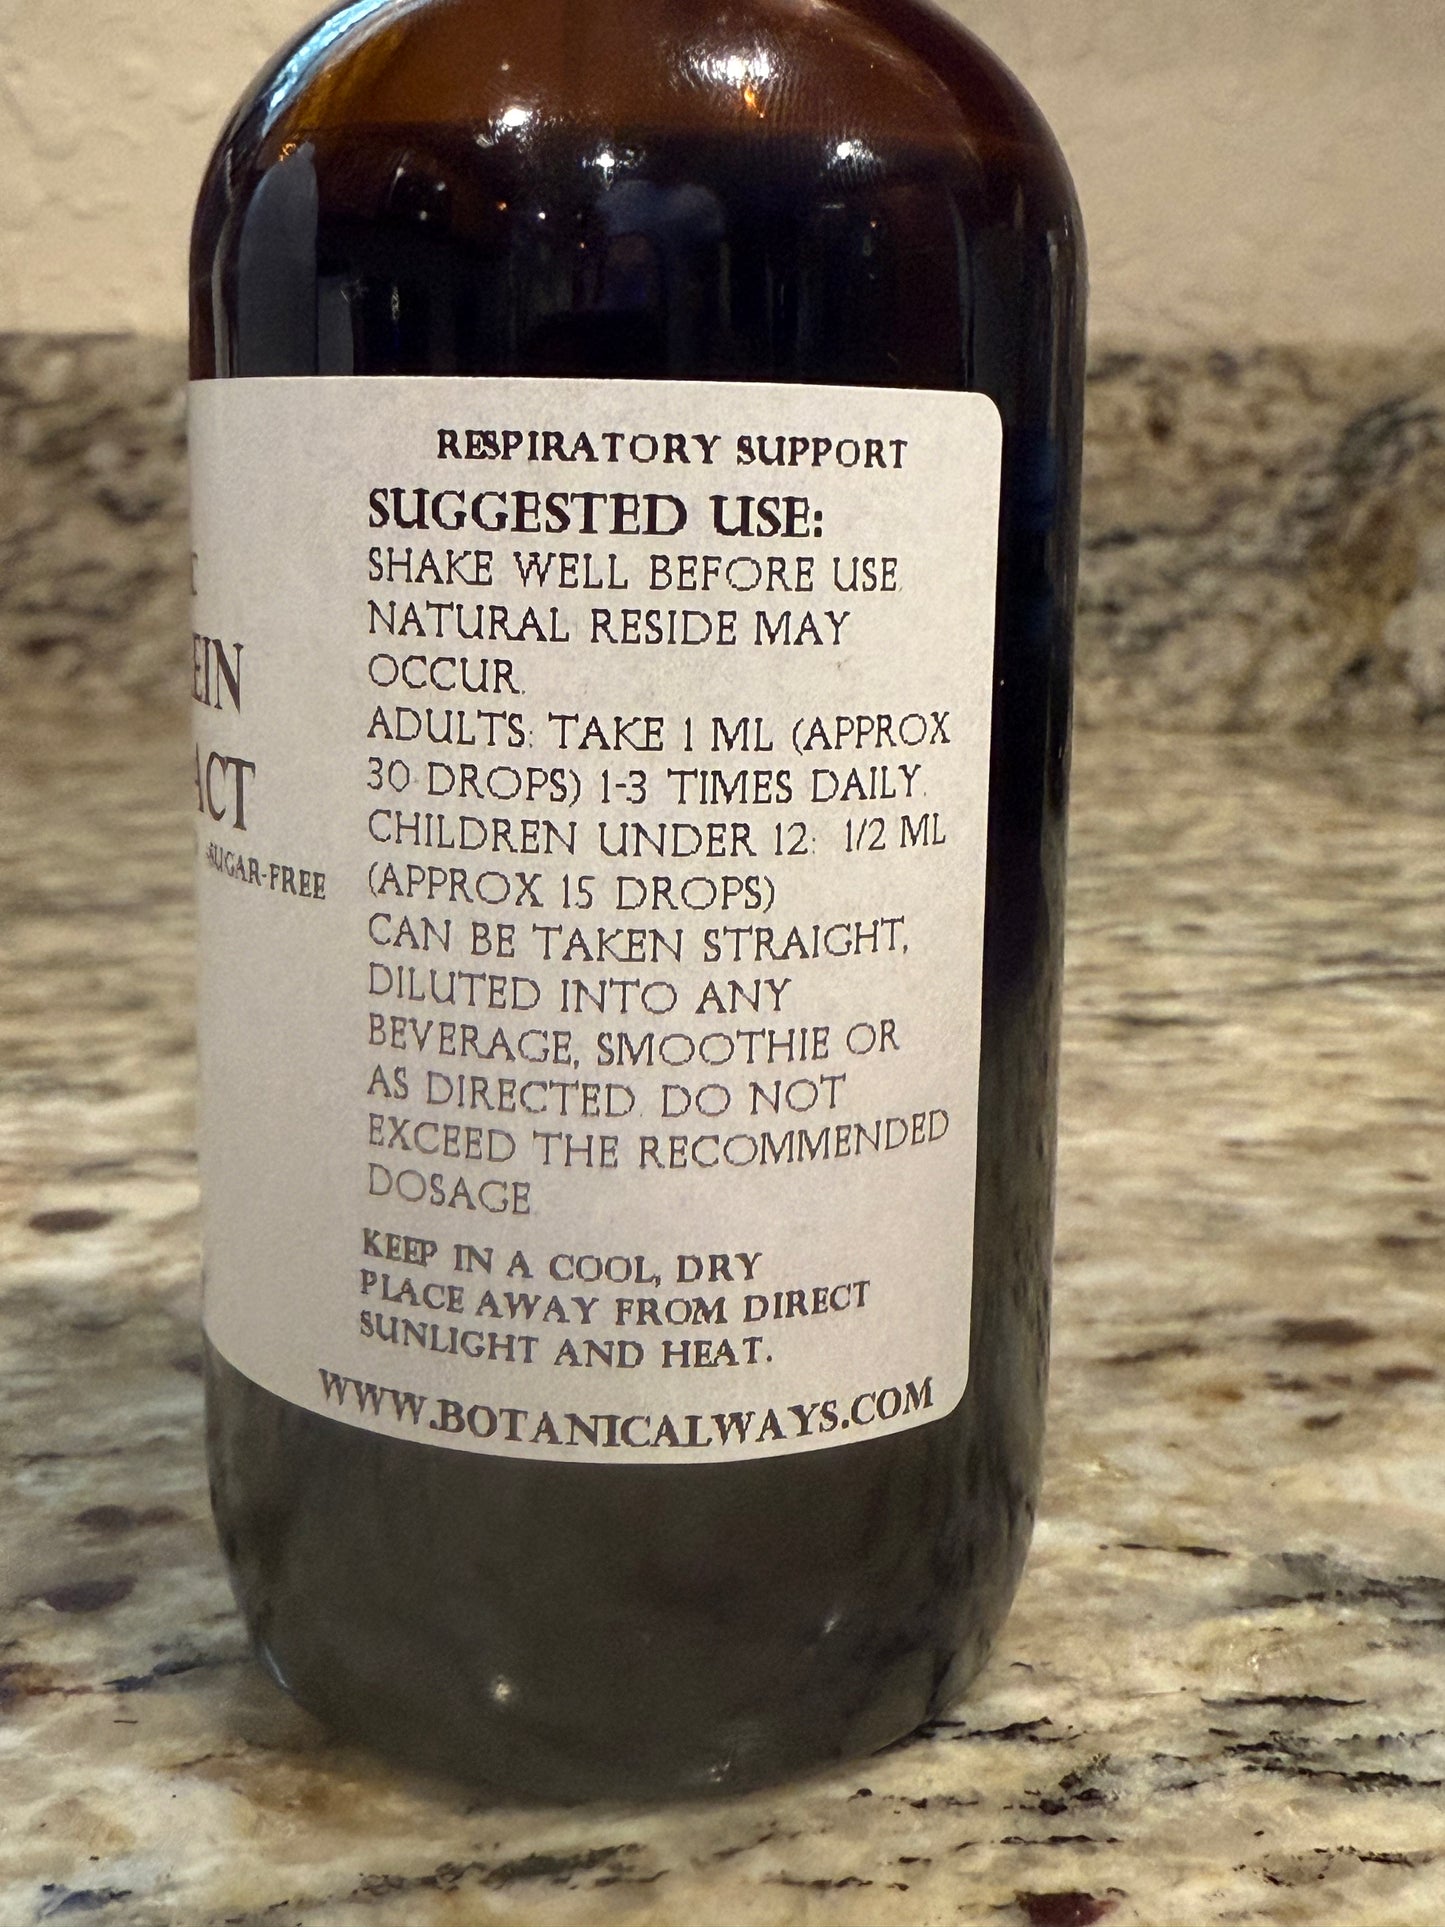 RESPIRATORY SUPPORT
SUGGESTED USE:
SHAKE WELL BEFORE USE.
NATURAL RESIDE MAY
OCCUR.
ADULTS: TAKE 1 ML (APPROX
30 DROPS) 1-3 TIMES DAILY.
CHILDREN UNDER 12: 1/2 ML
(APPROX 15 DROPS)
CAN BE TAKEN STRAIGHT,
DILUTED INTO ANY
BEVERAGE, SMOOTHIE OR
AS DIRECTED. DO NOT
EXCEED THE RECOMMENDED
DOSAGE.
KEEP IN A COOL, DRY
PLACE AWAY FROM DIRECT
SUNLIGHT AND HEAT.
WWW.BOTANICALWAYS.COM
EIN
ACT
SUGAR-FREE